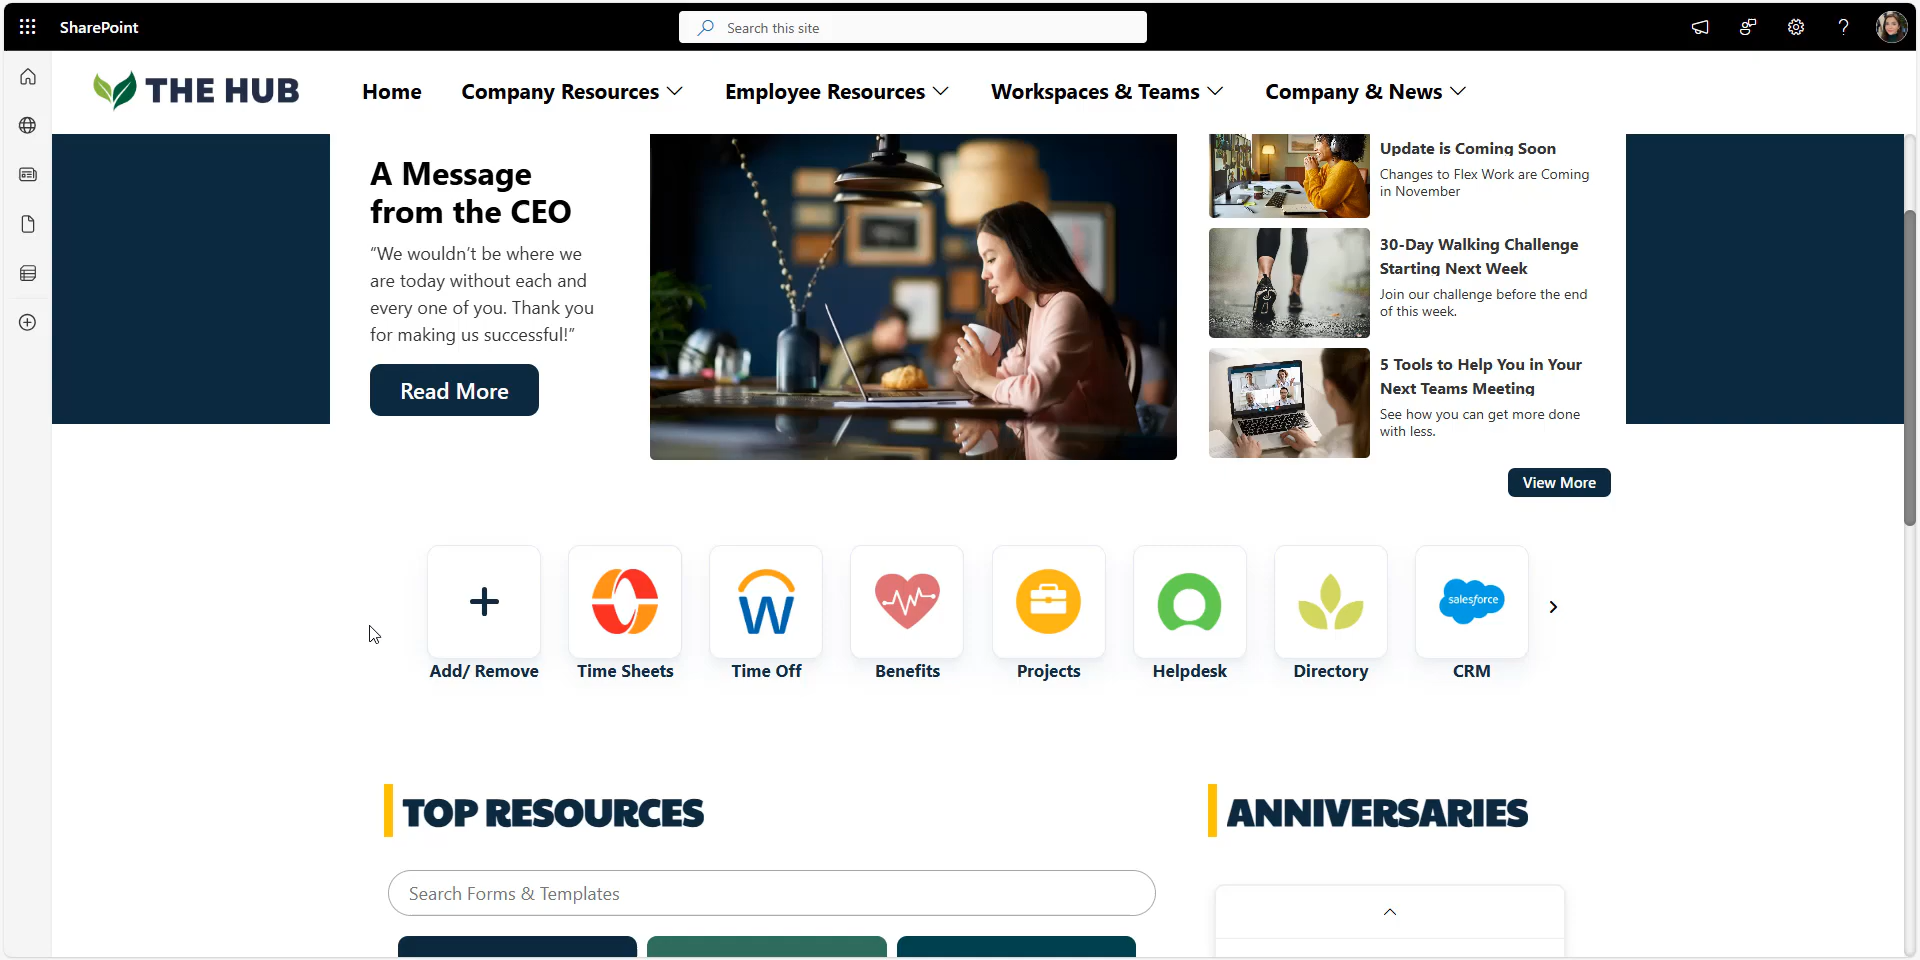 SharePoint
Search this site
THE HUB
Home
Company Resources
Employee Resources
Workspaces & Teams
Company & News
A Message
from the CEO
“We wouldn’t be where we
are today without each and
every one of you. Thank you
for making us successful!”
Read More
Update is Coming Soon
Changes to Flex Work are Coming
in November
30-Day Walking Challenge
Starting Next Week
Join our challenge before the end
of this week.
5 Tools to Help You in Your
Next Teams Meeting
See how you can get more done
with less.
View More
W
salesforce
Add/ Remove
Time Sheets
Time Off
Benefits
Projects
Helpdesk
Directory
CRM
TOP RESOURCES
ANNIVERSARIES
Search Forms & Templates